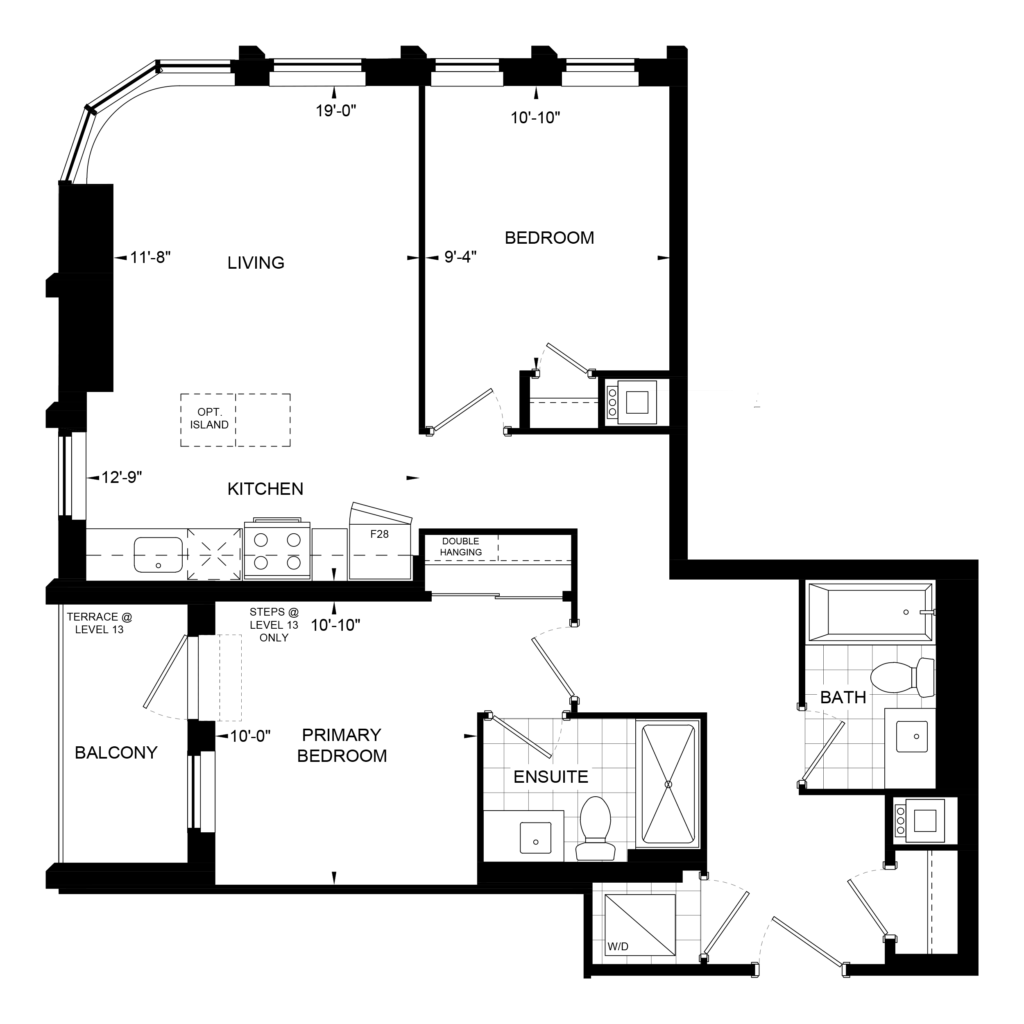 19'-0"
10'-10"
BEDROOM
11'-8"
LIVING
9'-4"
OPT.
ISLAND
12'-9"
KITCHEN
F28
DOUBLE
HANGING
TERRACE @
LEVEL 13
STEPS @
LEVEL 13
ONLY
10'-10"
BATH
10'-0"
PRIMARY
BEDROOM
BALCONY
ENSUITE
W/D